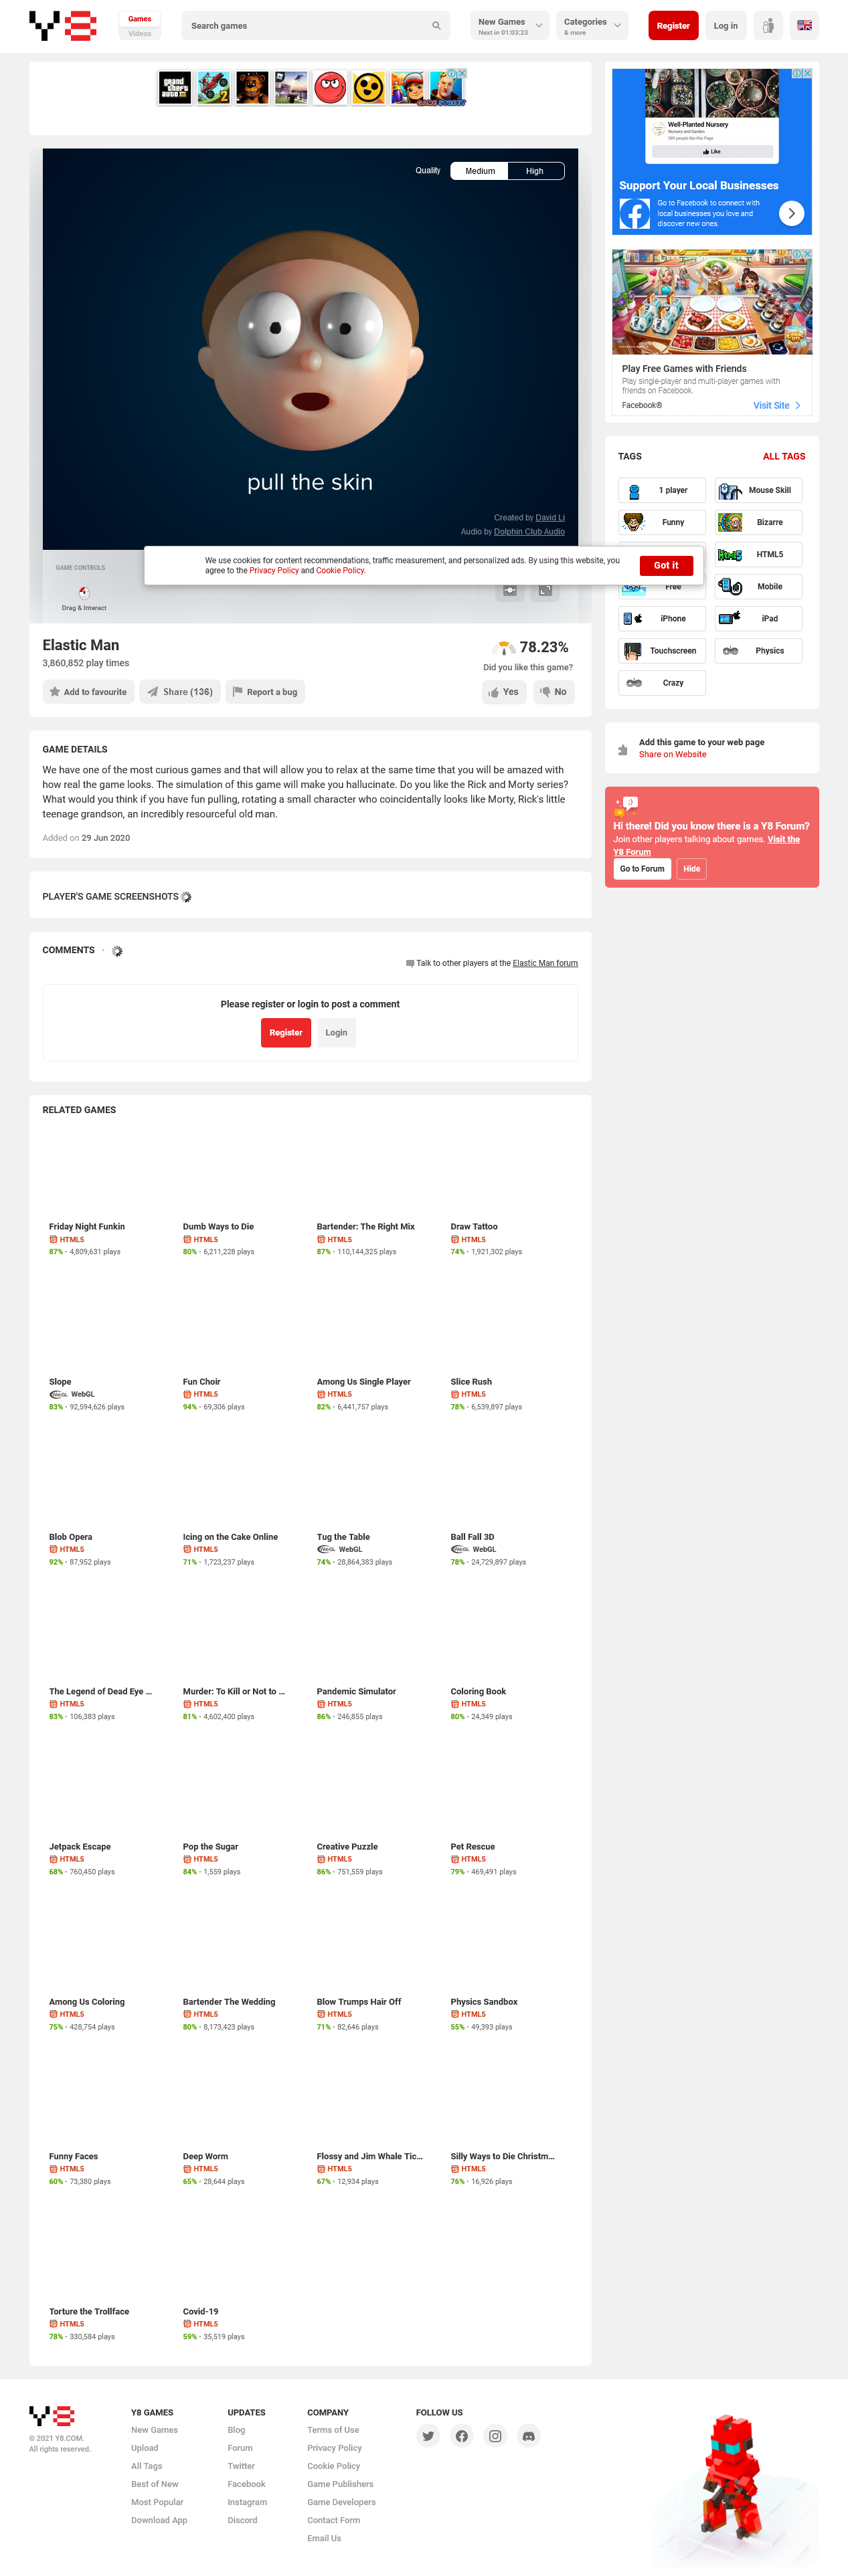 Y8
Games
Videos
Search games
New Games
Next in 01:03:23
Categories
& more
Register
Log in
grand theft auto
2
GAME
Quality
Medium
High
pull the skin
Created by David Li
Audio by Dolphin Club Audio
GAME CONTROLS
Drag & Interact
We use cookies for content recommendations, traffic measurement, and personalized ads. By using this website, you
agree to the Privacy Policy and Cookie Policy.
Got it
Elastic Man
3,860,852 play times
78.23%
Did you like this game?
Add to favourite
Share (136)
Report a bug
Yes
No
GAME DETAILS
We have one of the most curious games and that will allow you to relax at the same time that you will be amazed with
how real the game looks. The simulation of this game will make you hallucinate. Do you like the Rick and Morty series?
What would you think if you have fun pulling, rotating a small character who coincidentally looks like Morty, Rick's little
teenage grandson, an incredibly resourceful old man.
Added on 29 Jun 2020
PLAYER'S GAME SCREENSHOTS
COMMENTS
Talk to other players at the Elastic Man forum
Please register or login to post a comment
Register
Login
Well-Planted Nursery
Nursery and Garden
Like
Support Your Local Businesses
Go to Facebook to connect with
local businesses you love and
discover new ones.
Play Free Games with Friends
Play single-player and multi-player games with
friends on Facebook.
Facebook®
Visit Site
TAGS
ALL TAGS
1 player
Mouse Skill
Funny
Bizarre
HTML5
Free
Mobile
iPhone
iPad
Touchscreen
Physics
Crazy
Add this game to your web page
Share on Website
Hi there! Did you know there is a Y8 Forum?
Join other players talking about games. Visit the
Y8 Forum
Go to Forum
Hide
RELATED GAMES
Friday Night Funkin
HTML5
87% • 4,809,631 plays
Dumb Ways to Die
HTML5
80% • 6,211,228 plays
Bartender: The Right Mix
HTML5
87% • 110,144,325 plays
Draw Tattoo
HTML5
74% • 1,921,302 plays
Slope
WebGL
83% • 92,594,626 plays
Fun Choir
HTML5
94% • 69,306 plays
Among Us Single Player
HTML5
82% • 6,441,757 plays
Slice Rush
HTML5
78% • 6,539,897 plays
Blob Opera
HTML5
92% • 87,952 plays
Icing on the Cake Online
HTML5
71% • 1,723,237 plays
Tug the Table
WebGL
74% • 28,864,383 plays
Ball Fall 3D
WebGL
78% • 24,729,897 plays
The Legend of Dead Eye ...
HTML5
83% • 106,383 plays
Murder: To Kill or Not to ...
HTML5
81% • 4,602,400 plays
Pandemic Simulator
HTML5
86% • 246,855 plays
Coloring Book
HTML5
80% • 24,349 plays
Jetpack Escape
HTML5
68% • 760,450 plays
Pop the Sugar
HTML5
84% • 1,559 plays
Creative Puzzle
HTML5
86% • 751,559 plays
Pet Rescue
HTML5
79% • 469,491 plays
Among Us Coloring
HTML5
75% • 428,754 plays
Bartender The Wedding
HTML5
80% • 8,173,423 plays
Blow Trumps Hair Off
HTML5
71% • 82,646 plays
Physics Sandbox
HTML5
55% • 49,393 plays
Funny Faces
HTML5
60% • 73,380 plays
Deep Worm
HTML5
65% • 28,644 plays
Flossy and Jim Whale Tic...
HTML5
67% • 12,934 plays
Silly Ways to Die Christm...
HTML5
76% • 16,926 plays
Torture the Trollface
HTML5
78% • 330,584 plays
Covid-19
HTML5
59% • 35,519 plays
Y8
© 2021 Y8.COM.
All rights reserved.
Y8 GAMES
New Games
Upload
All Tags
Best of New
Most Popular
Download App
UPDATES
Blog
Forum
Twitter
Facebook
Instagram
Discord
COMPANY
Terms of Use
Privacy Policy
Cookie Policy
Game Publishers
Game Developers
Contact Form
Email Us
FOLLOW US